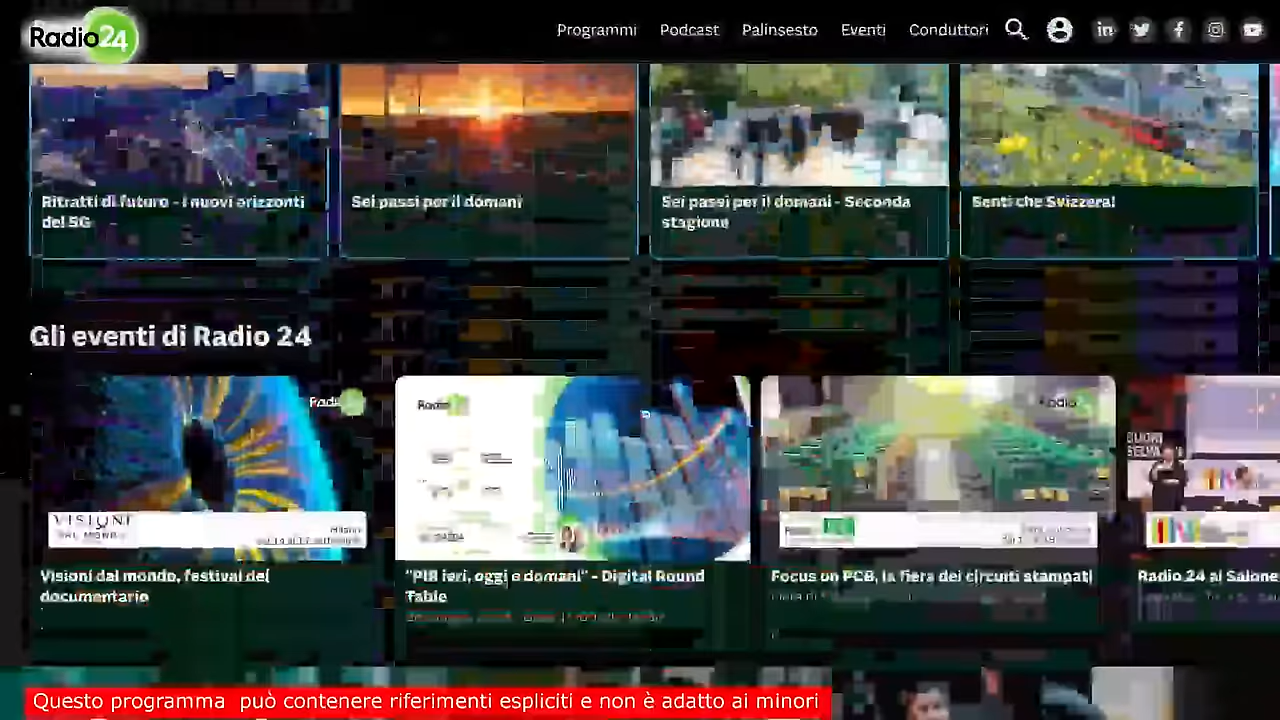 Radio24
Programmi Podcast Palinsesto Eventi Conduttori
Ritratti di futuro - i nuovi orizzonti
del 5G
Sei passi per il domani
Sei passi per il domani - Seconda
stagione
Senti che Svizzera!
Gli eventi di Radio 24
VISIONI
DAL MONDO
Visioni dal mondo, festival del
documentario
"PIR ieri, oggi e domani" - Digital Round
Table
Focus on PCB, la fiera dei circuiti stampati
Radio 24 al Salone
Questo programma può contenere riferimenti espliciti e non è adatto ai minori